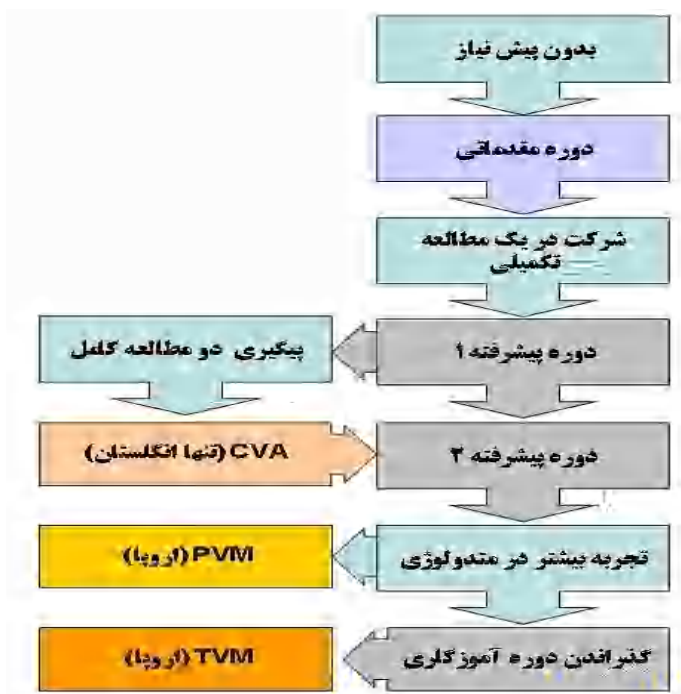 بدون پیش نیاز
دوره مقدماتی
شرکت در یک مطالعه
تکمیلی
دوره پیشرفته ۱
پیگیری دو مطالعه کامل
دوره پیشرفته ۲
CVA (تنها انگلستان)
تجربه بیشتر در متدولوژی
PVM (اروپا)
گذراندن دوره آموزگاری
TVM (اروپا)